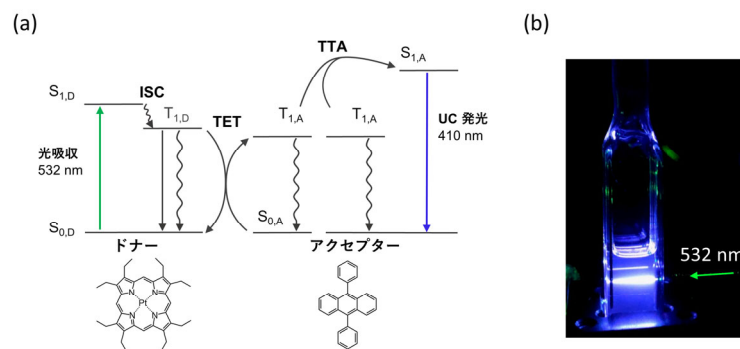 (a)
(b)
TTA
S1,A
S1,D
ISC
T1,D
TET
T1,A
T1,A
UC 発光
410 nm
光吸収
532 nm
S0,D
S0,A
ドナー
アクセプター
532 nm
N
N
Pt
N
N